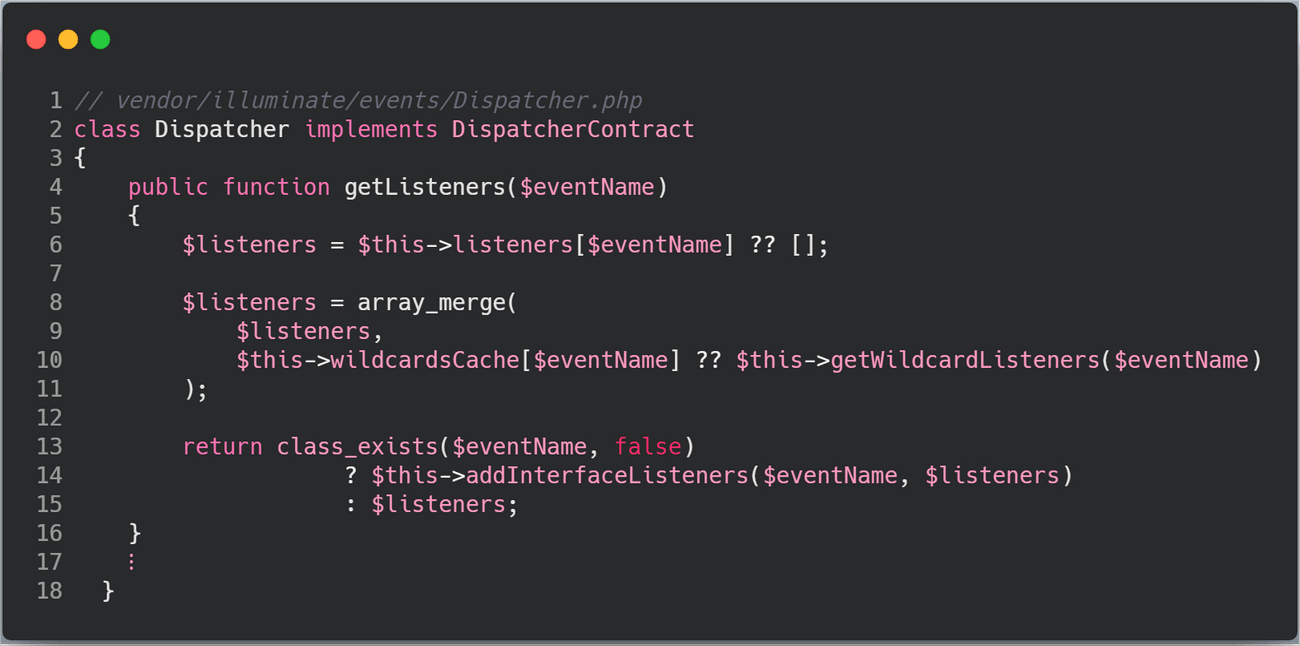 1 // vendor/illuminate/events/Dispatcher.php
2 class Dispatcher implements DispatcherContract
3 {
4     public function getListeners($eventName)
5     {
6         $listeners = $this->listeners[$eventName] ?? [];
7
8         $listeners = array_merge(
9             $listeners,
10             $this->wildcardsCache[$eventName] ?? $this->getWildcardListeners($eventName)
11         );
12
13         return class_exists($eventName, false)
14                     ? $this->addInterfaceListeners($eventName, $listeners)
15                     : $listeners;
16     }
17     ⋮
18   }